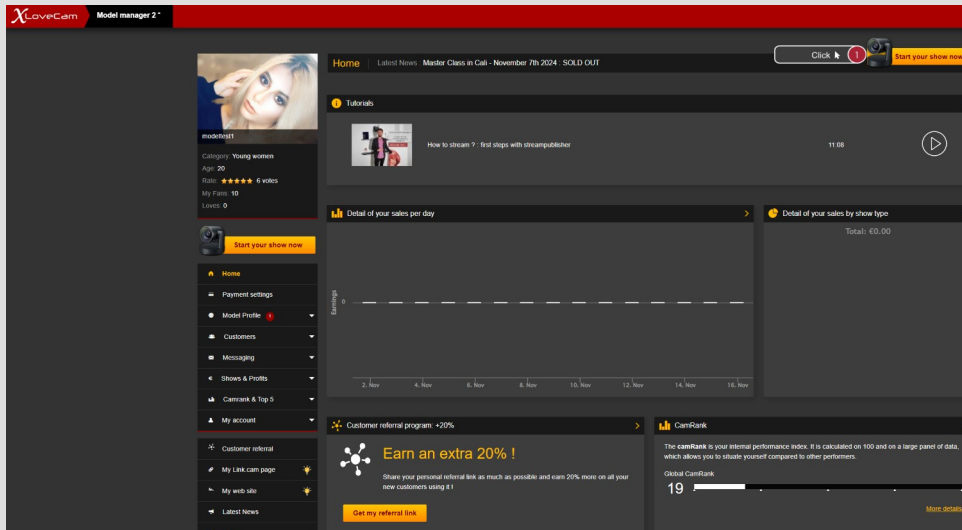 XLoveCam
Model manager 2
Home
Latest News : Master Class in Cali - November 7th 2024 : SOLD OUT
Click
1
Start your show now
Tutorials
How to stream ? : first steps with streampublisher
11:08
modeltest1
Category: Young women
Age: 20
Rate: 6 votes
My Fans: 10
Loves: 0
Start your show now
Home
Payment settings
Model Profile 1
Customers
Messaging
Shows & Profits
Camrank & Top 5
My account
Customer referral
My Link.cam page
My web site
Latest News
Detail of your sales per day
Earnings
0
2. Nov 4. Nov 6. Nov 8. Nov 10. Nov 12. Nov 14. Nov 16. Nov
Detail of your sales by show type
Total: €0.00
Customer referral program: +20%
Earn an extra 20% !
Share your personal referral link as much as possible and earn 20% more on all your
new customers using it !
Get my referral link
CamRank
The camRank is your internal performance index. It is calculated on 100 and on a large panel of data,
which allows you to situate yourself compared to other performers.
Global CamRank
19
More details